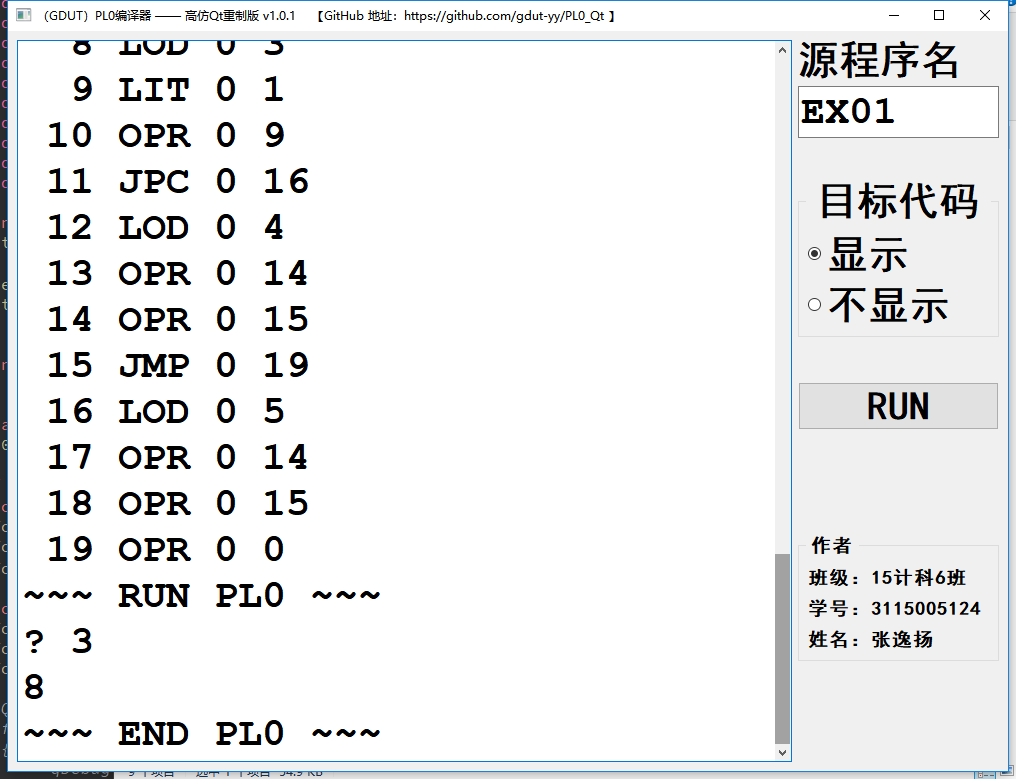 (GDUT) PL0编译器 —— 高仿Qt重制版 v1.0.1 【GitHub 地址：https://github.com/gdut-yy/PL0_Qt 】
8 LOD 0 3
9 LIT 0 1
10 OPR 0 9
11 JPC 0 16
12 LOD 0 4
13 OPR 0 14
14 OPR 0 15
15 JMP 0 19
16 LOD 0 5
17 OPR 0 14
18 OPR 0 15
19 OPR 0 0
~~~ RUN PL0 ~~~
? 3
8
~~~ END PL0 ~~~
源程序名
EX01
目标代码
显示
不显示
RUN
作者
班级：15计科6班
学号：3115005124
姓名：张逸扬